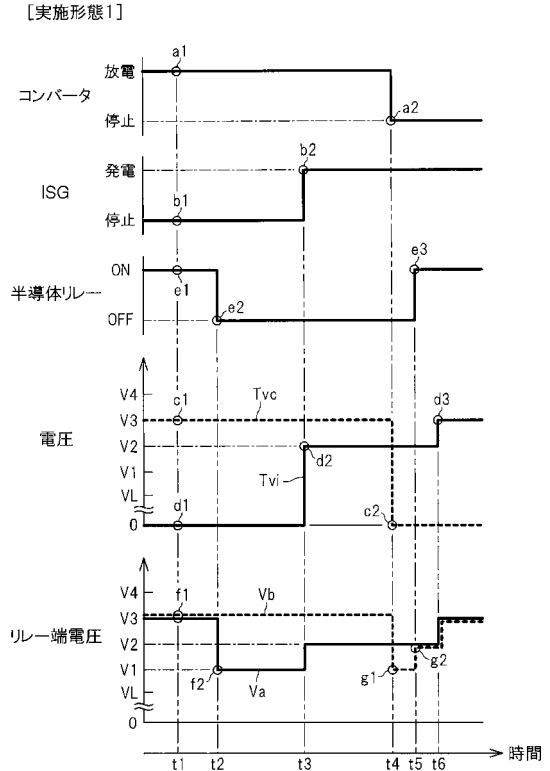 [実施形態1]
コンバータ
放電
停止
a1
a2
ISG
発電
停止
b1
b2
半導体リレー
ON
OFF
e1
e2
e3
電圧
V4
V3
V2
V1
VL
0
c1
Tvc
d3
d2
Tvi
d1
c2
リレー端電圧
V4
V3
V2
V1
VL
0
f1
Vb
f2
Va
g1
g2
t1 t2 t3 t4 t5 t6 時間